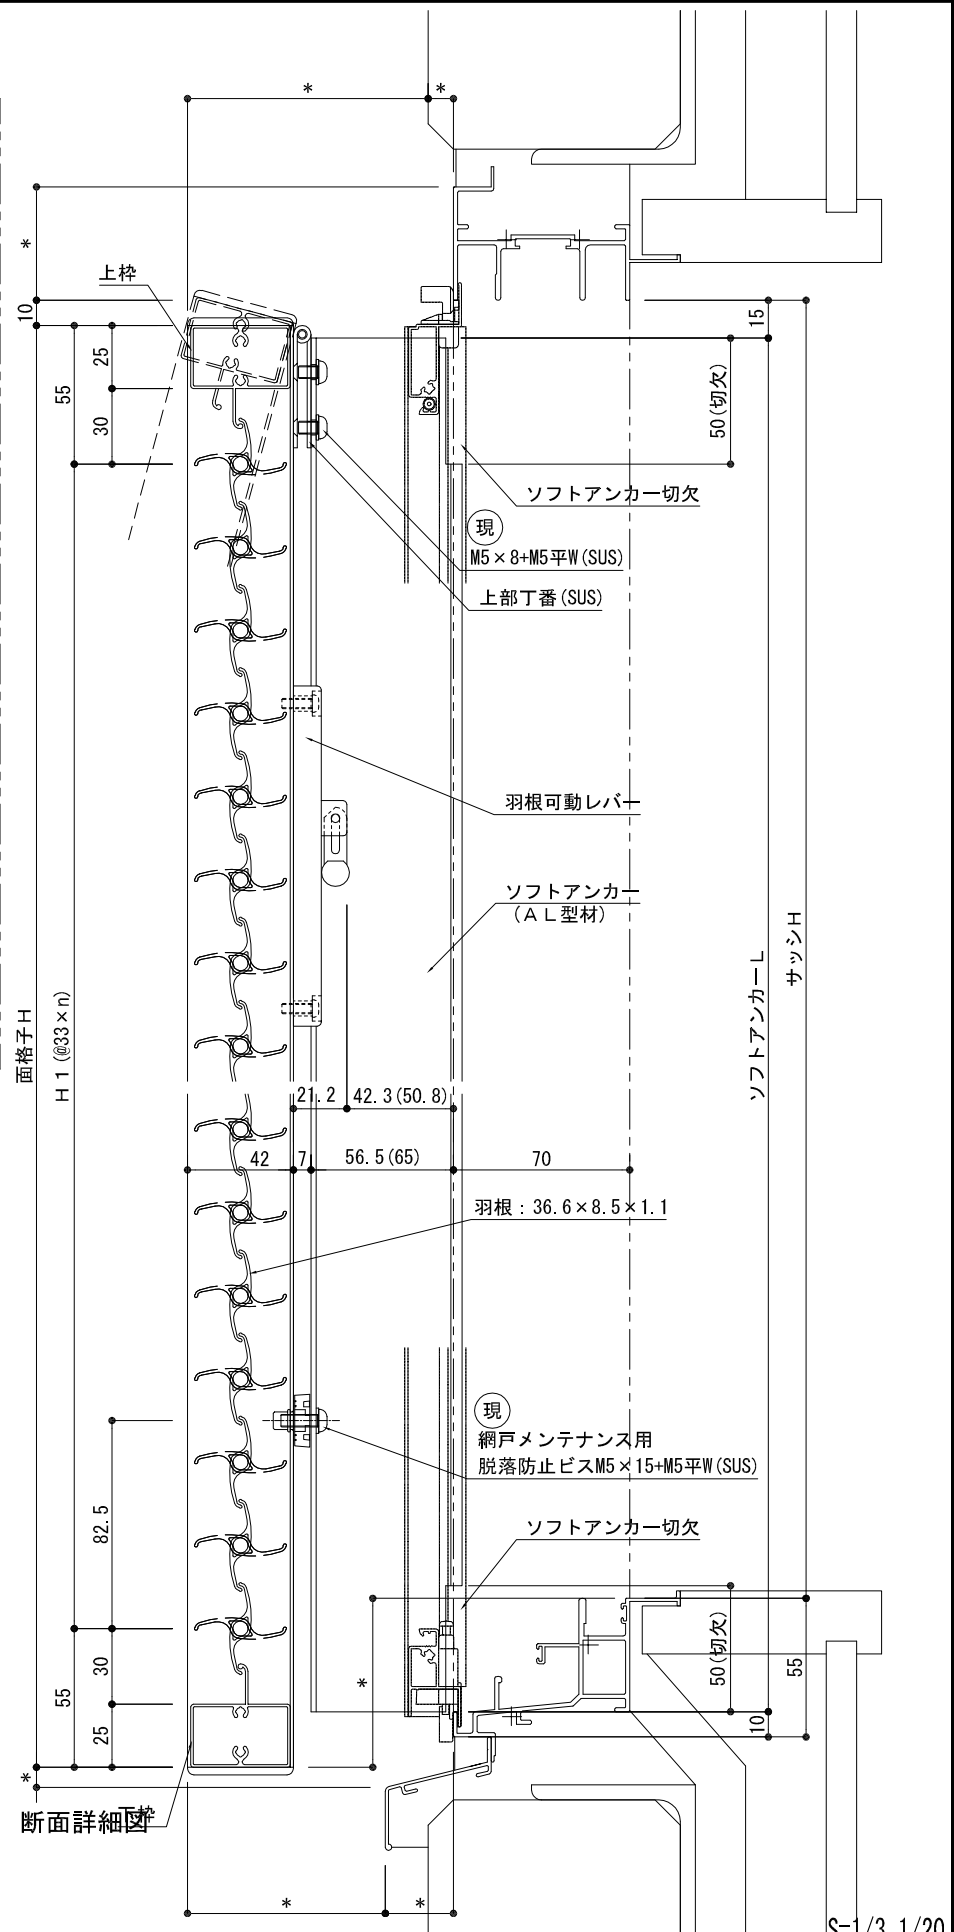 *
*
*
上枠
10
15
25
55
50(切欠)
30
ソフトアンカー切欠
現
M5×8+M5平W(SUS)
上部丁番(SUS)
羽根可動レバー
ソフトアンカー
(AL型材)
サッシH
ソフトアンカーL
面格子H
H1(@33×n)
21.2
42.3(50.8)
42
7
56.5(65)
70
羽根：36.6×8.5×1.1
現
網戸メンテナンス用
脱落防止ビスM5×15+M5平W(SUS)
82.5
ソフトアンカー切欠
30
50(切欠)
55
55
*
25
10
*
断面詳細図
下枠
*
*
S=1/3,1/20